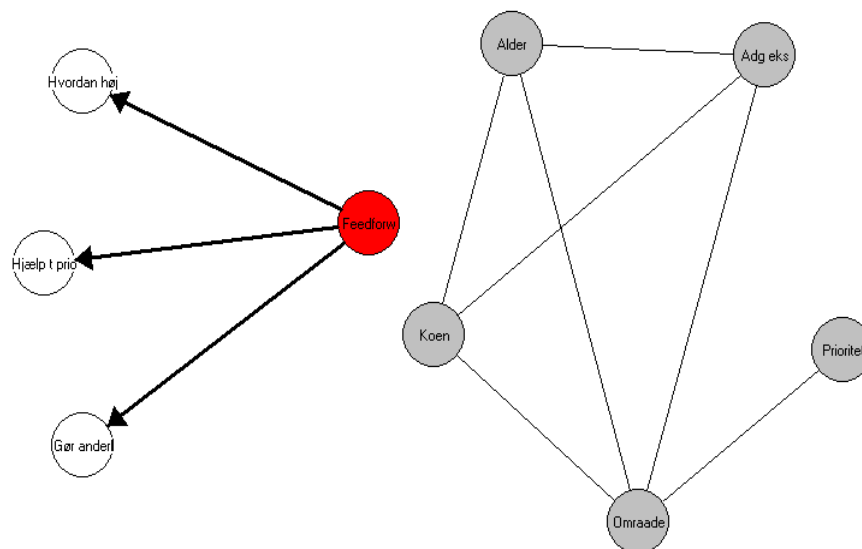 Alder
Adg eks
Hvordan høj
Feedforw
Hjælp t prio
Koen
Prioritet
Gør anderl
Omraade